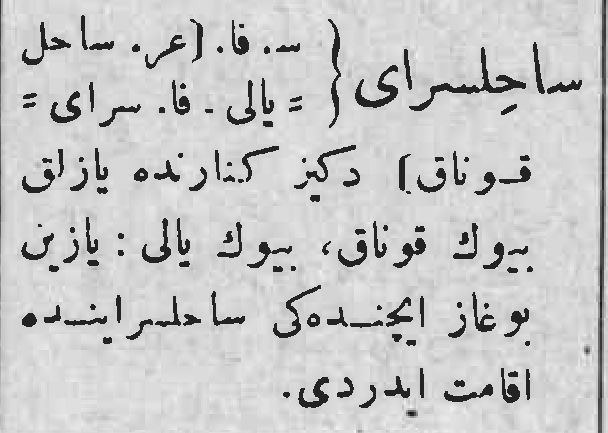 ساحِلسرای } س. فا. [عر. ساحل
= یالی ـ فا. سرای =
قوناق] دكیز كنارنده یازلق
بیوك قوناق، بیوك یالی : یازین
بوغاز ایچنده‌كی ساحلسراینده
اقامت ایدردی.